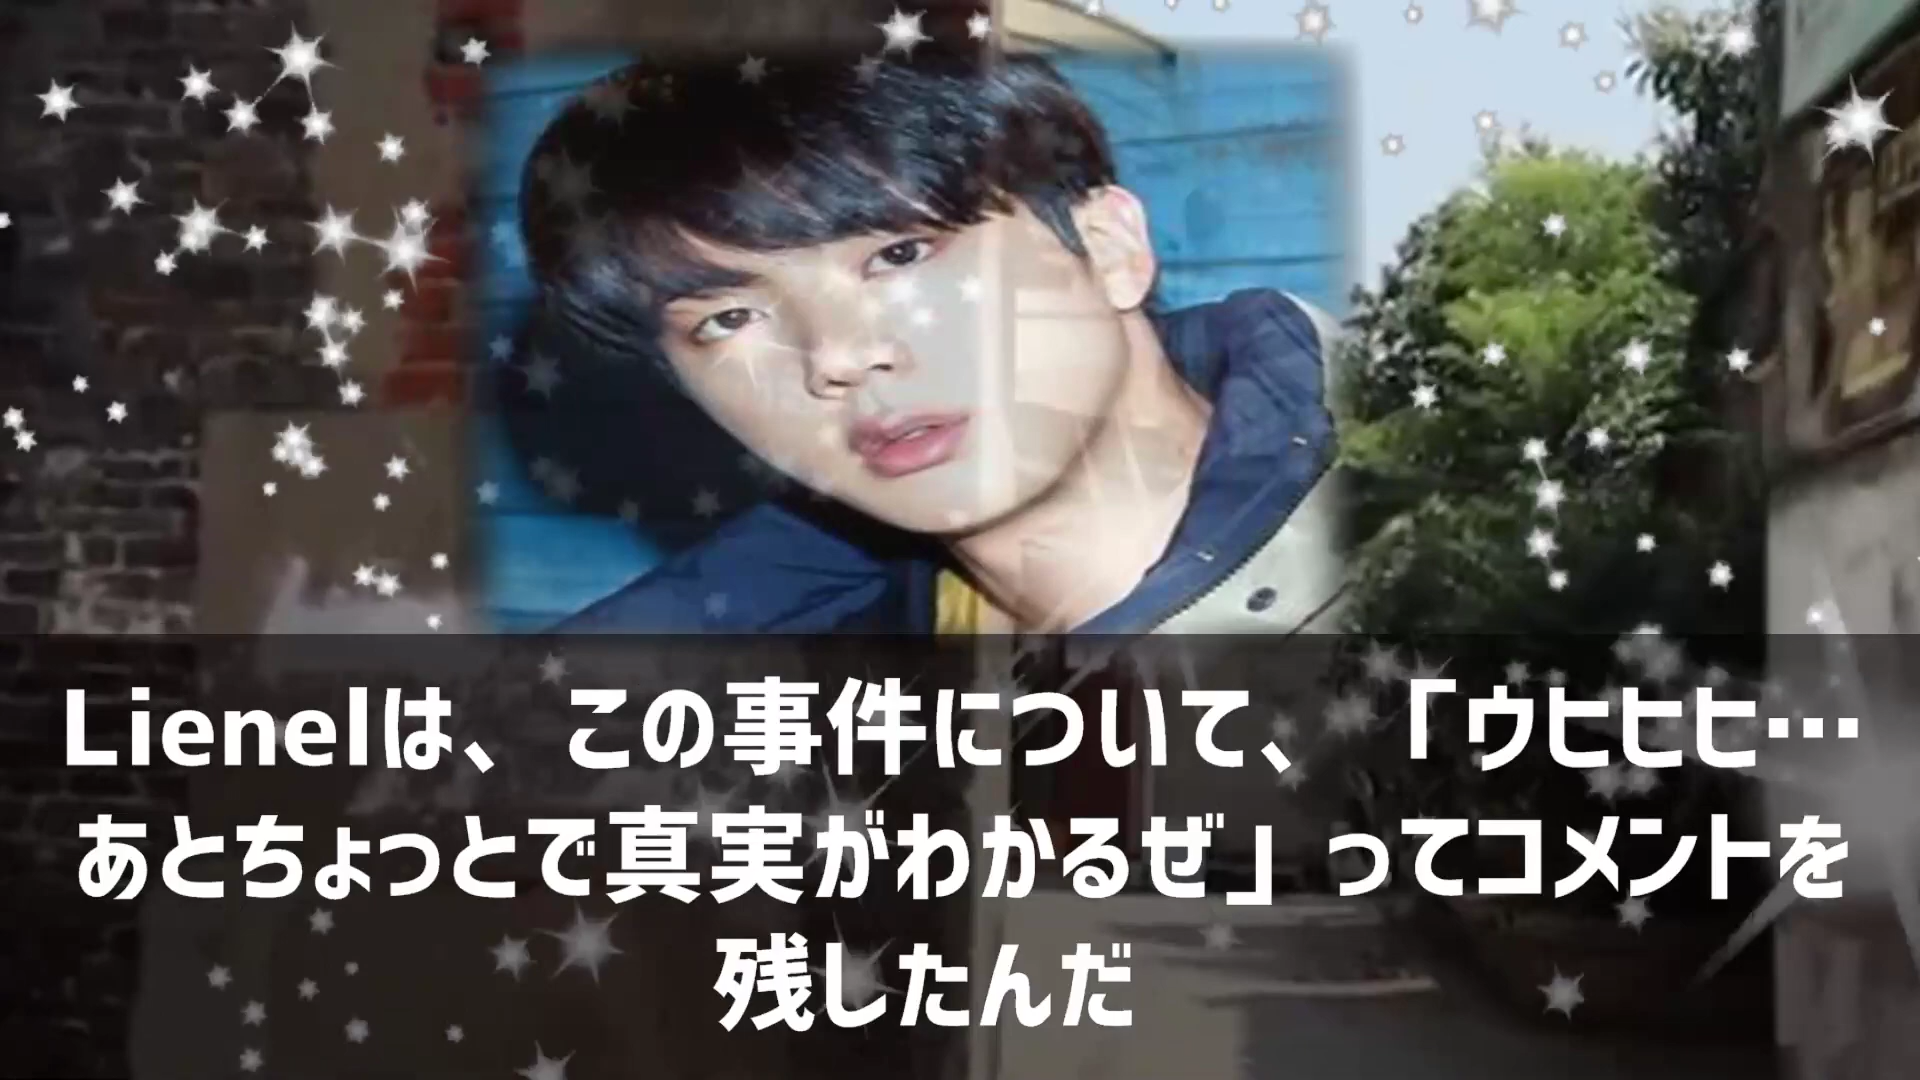 Lienelは、この事件について、「ウヒヒヒ…
あとちょっとで真実がわかるぜ」ってコメントを
残したんだ